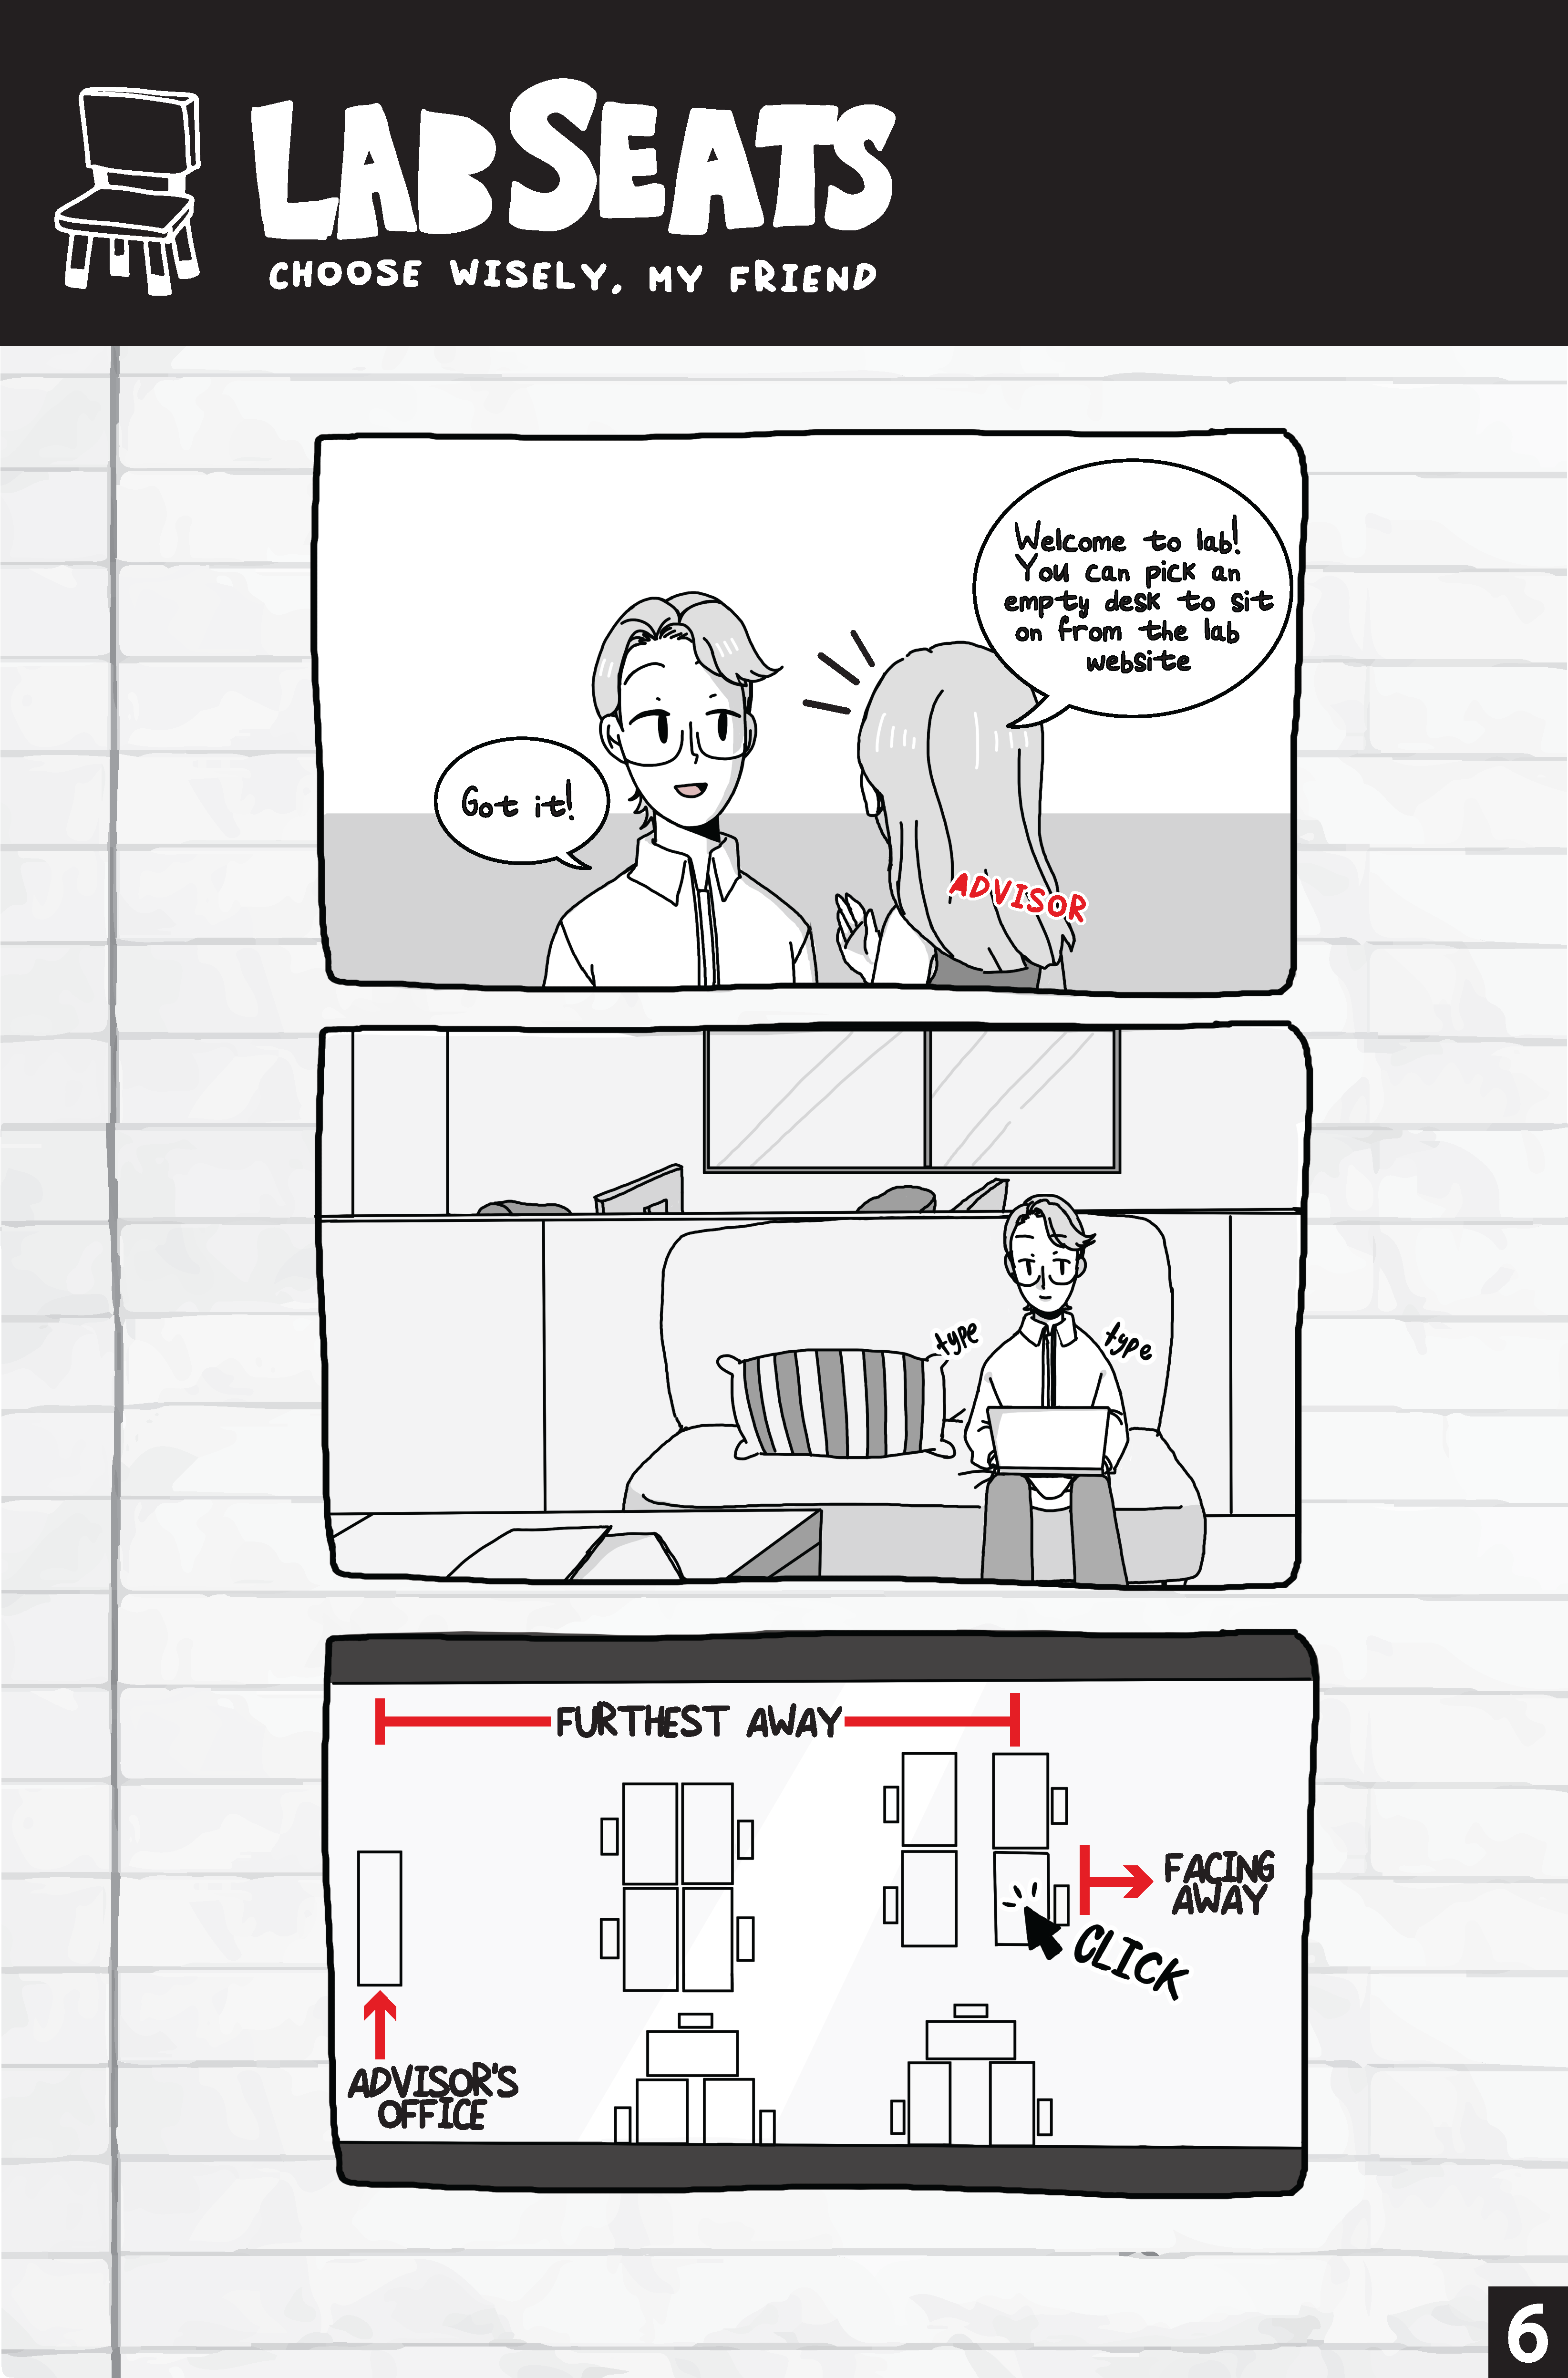 LABSEATS
CHOOSE WISELY, MY FRIEND
Welcome to lab!
You can pick an
empty desk to sit
on from the lab
website
Got it!
ADVISOR
type
type
FURTHEST AWAY
FACING
AWAY
CLICK
ADVISOR'S
OFFICE
6